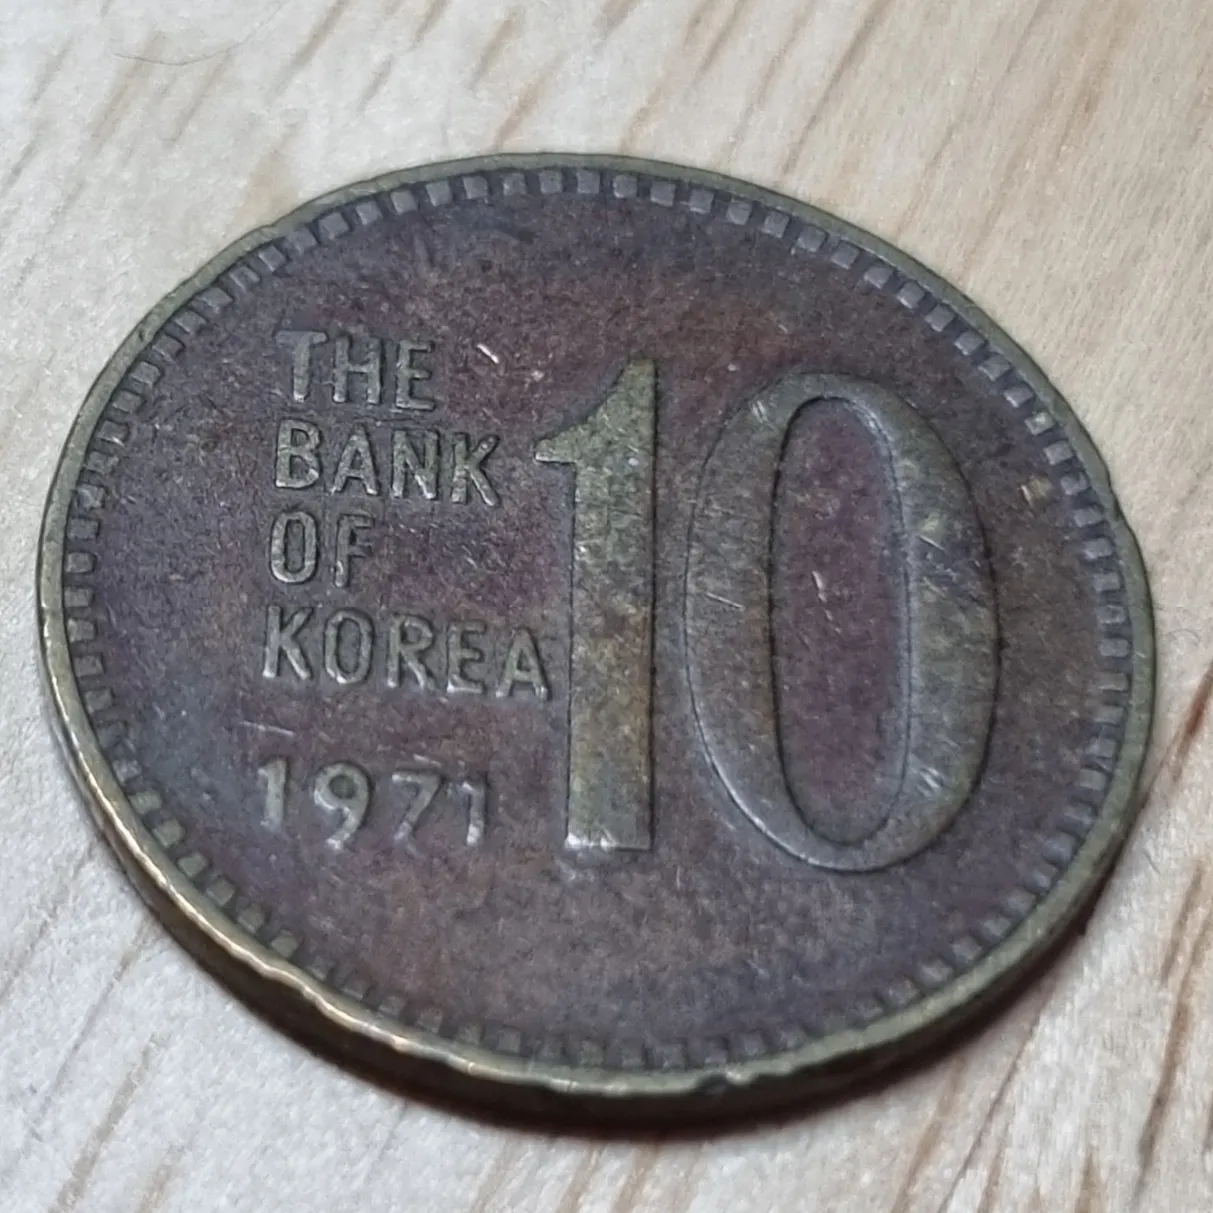 THE
BANK
OF
KOREA
1971
10